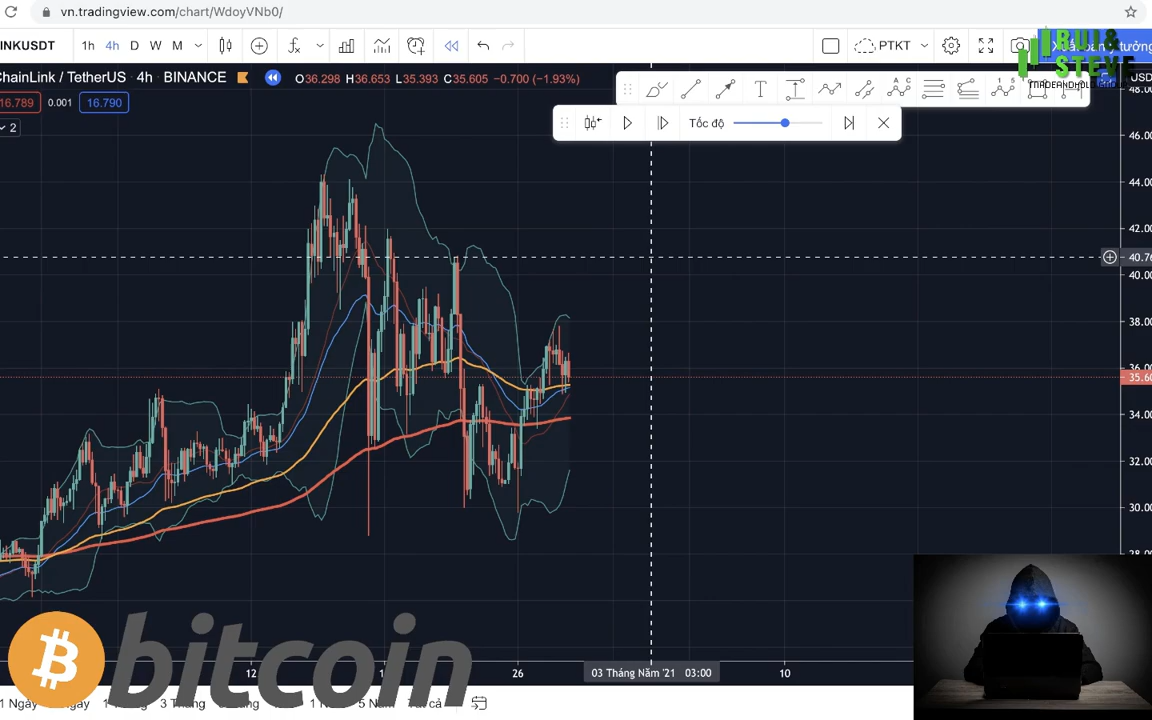 vn.tradingview.com/chart/WdoyVNb0/
INKUSDT 1h 4h D W M PTKT
ChainLink / TetherUS · 4h · BINANCE O36.298 H36.653 L35.393 C35.605 -0.700 (-1.93%)
16.789 0.001 16.790
2
RUI&
STEVE
TRADEANDHOLD
USD
Tốc độ
48.00
46.00
44.00
42.00
40.76
40.00
38.00
36.00
35.60
34.00
32.00
30.00
28.00
12
26
03 Tháng Năm '21 03:00
10
bitcoin
1 Ngày
3 Tháng
5 Năm